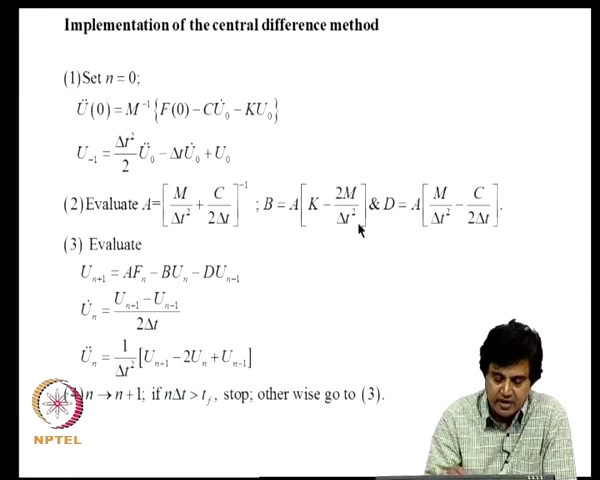 Implementation of the central difference method
(1)Set n = 0;
Ü(0) = M⁻¹{F(0) − CU̇₀ − KU₀}
U₋₁ = Δt²/2 Ü₀ − ΔtU̇₀ + U₀
(2)Evaluate A=[M/Δt² + C/2Δt]⁻¹ ; B = A[K − 2M/Δt²] & D = A[M/Δt² − C/2Δt].
(3) Evaluate
Uₙ₊₁ = AFₙ − BUₙ − DUₙ₋₁
U̇ₙ = (Uₙ₊₁ − Uₙ₋₁)/2Δt
Üₙ = 1/Δt² [Uₙ₊₁ − 2Uₙ + Uₙ₋₁]
n → n + 1; if nΔt > t_f, stop; other wise go to (3).
NPTEL